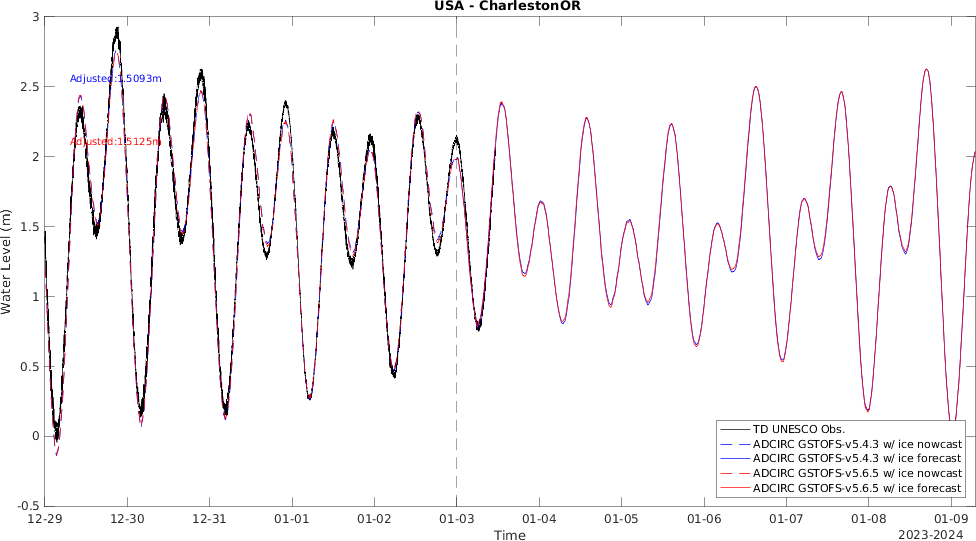 USA - CharlestonOR
3
2.5
2
1.5
1
0.5
0
-0.5
Water Level (m)
Adjusted:1.5093m
Adjusted:1.5125m
TD UNESCO Obs.
ADCIRC GSTOFS-v5.4.3 w/ ice nowcast
ADCIRC GSTOFS-v5.4.3 w/ ice forecast
ADCIRC GSTOFS-v5.6.5 w/ ice nowcast
ADCIRC GSTOFS-v5.6.5 w/ ice forecast
12-29 12-30 12-31 01-01 01-02 01-03 01-04 01-05 01-06 01-07 01-08 01-09
Time
2023-2024